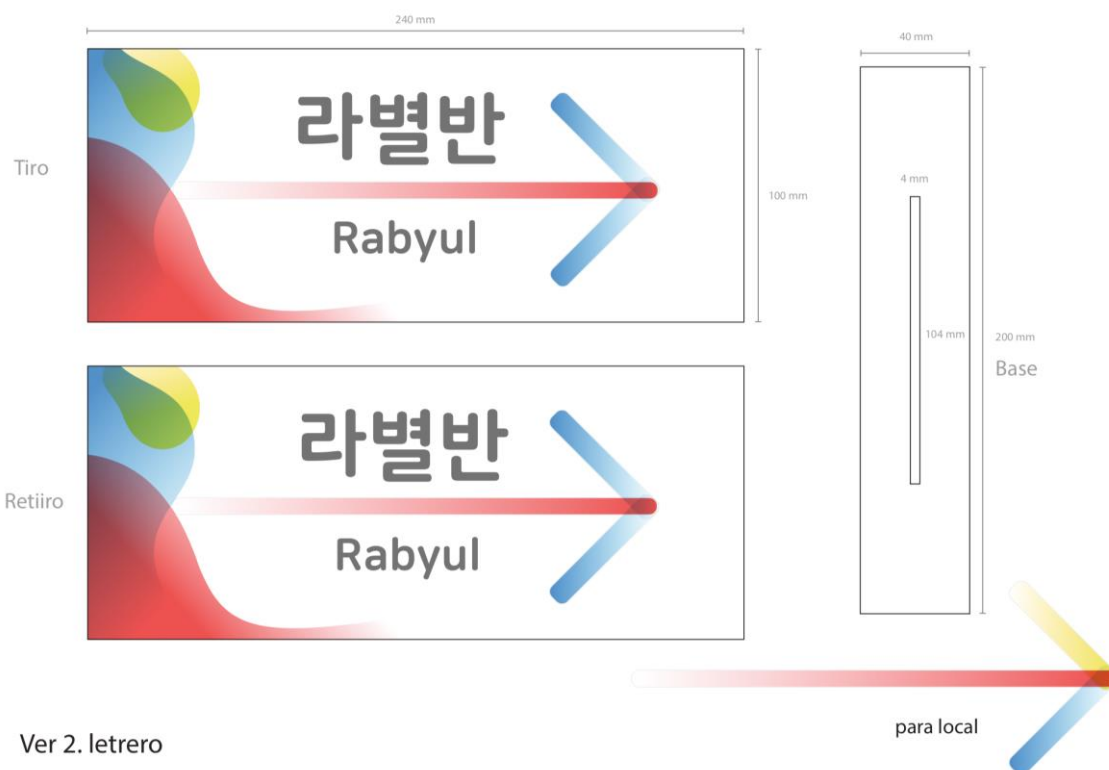 240 mm
40 mm
Tiro
라별반
Rabyul
100 mm
4 mm
104 mm
200 mm
Base
Retiiro
라별반
Rabyul
para local
Ver 2. letrero